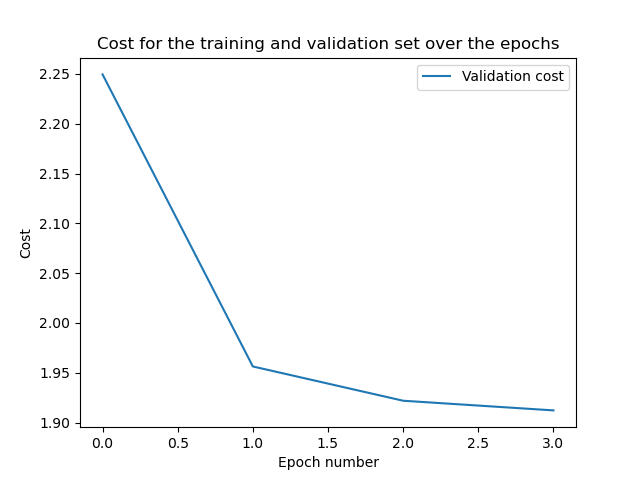 Cost for the training and validation set over the epochs
Validation cost
2.25
2.20
2.15
2.10
2.05
2.00
1.95
1.90
Cost
0.0 0.5 1.0 1.5 2.0 2.5 3.0
Epoch number